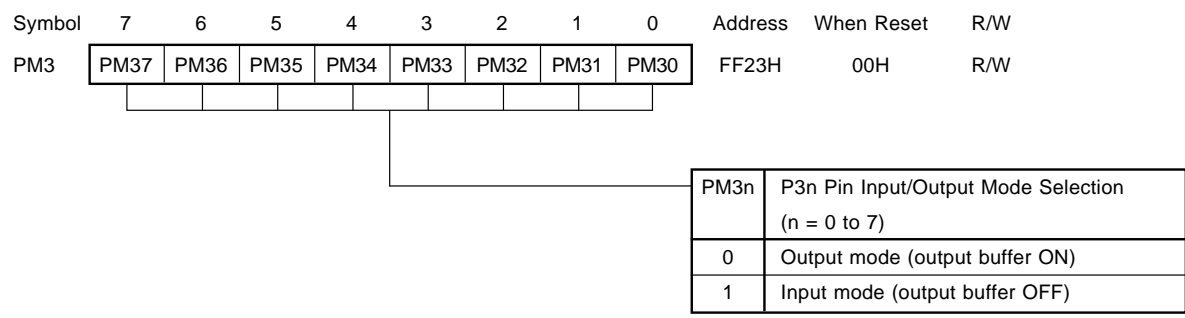 Symbol 7 6 5 4 3 2 1 0 Address When Reset R/W
PM3 PM37 PM36 PM35 PM34 PM33 PM32 PM31 PM30 FF23H 00H R/W
PM3n P3n Pin Input/Output Mode Selection
(n = 0 to 7)
0 Output mode (output buffer ON)
1 Input mode (output buffer OFF)